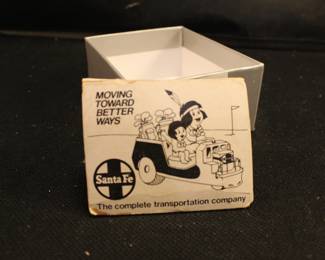 MOVING
TOWARD
BETTER
WAYS
Santa Fe
The complete transportation company